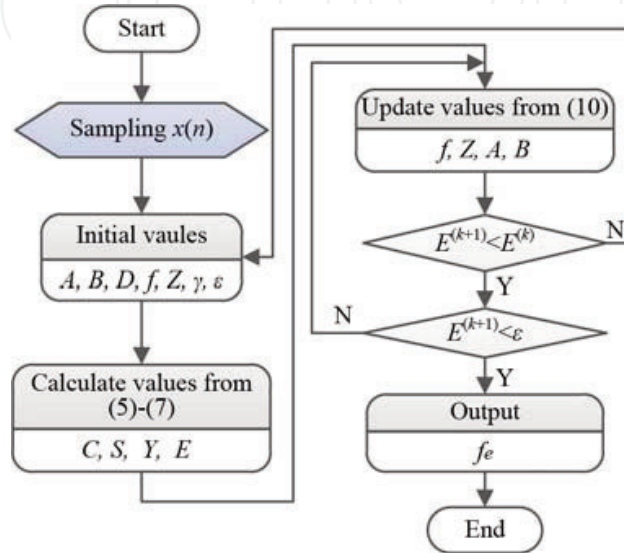 Start
Sampling x(n)
Initial vaules
A, B, D, f, Z, γ, ε
Calculate values from
(5)-(7)
C, S, Y, E
Update values from (10)
f, Z, A, B
E^(k+1)<E^(k)
N
Y
E^(k+1)<ε
N
Y
Output
fe
End